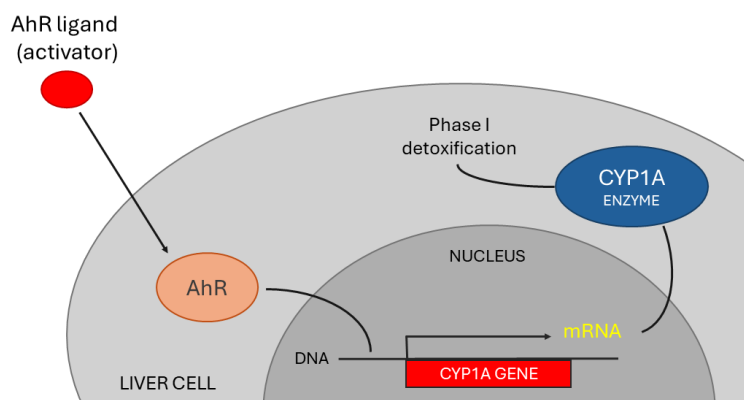 AhR ligand
(activator)
Phase I
detoxification
CYP1A
ENZYME
NUCLEUS
AhR
mRNA
DNA
CYP1A GENE
LIVER CELL